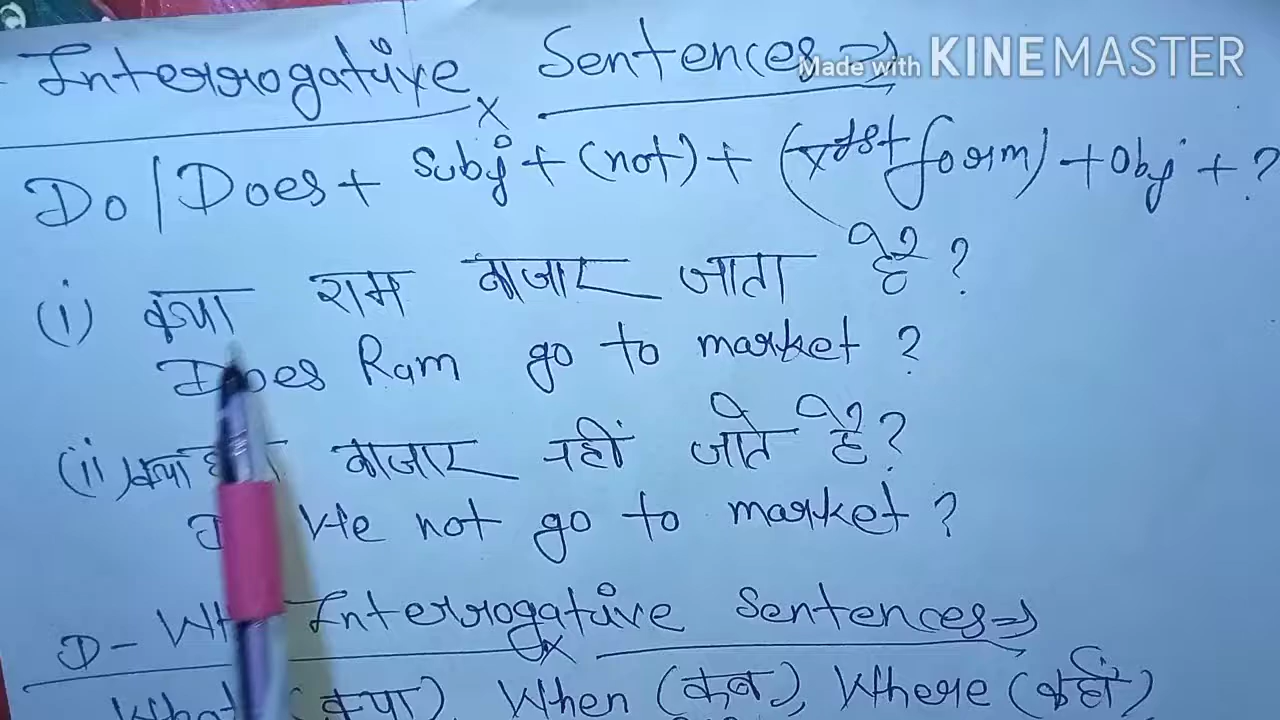 Interrogative Sentences ⇒
Made with KINEMASTER
Do/Does + Subj + (not) + (V 1st form) + Obj + ?
(i) क्या राम बाजार जाता है?
Does Ram go to market?
(ii) क्या बाजार नहीं जाते है?
not go to market?
D- Interrogative Sentences ⇒
What (क्या), When (कब), Where (कहाँ)